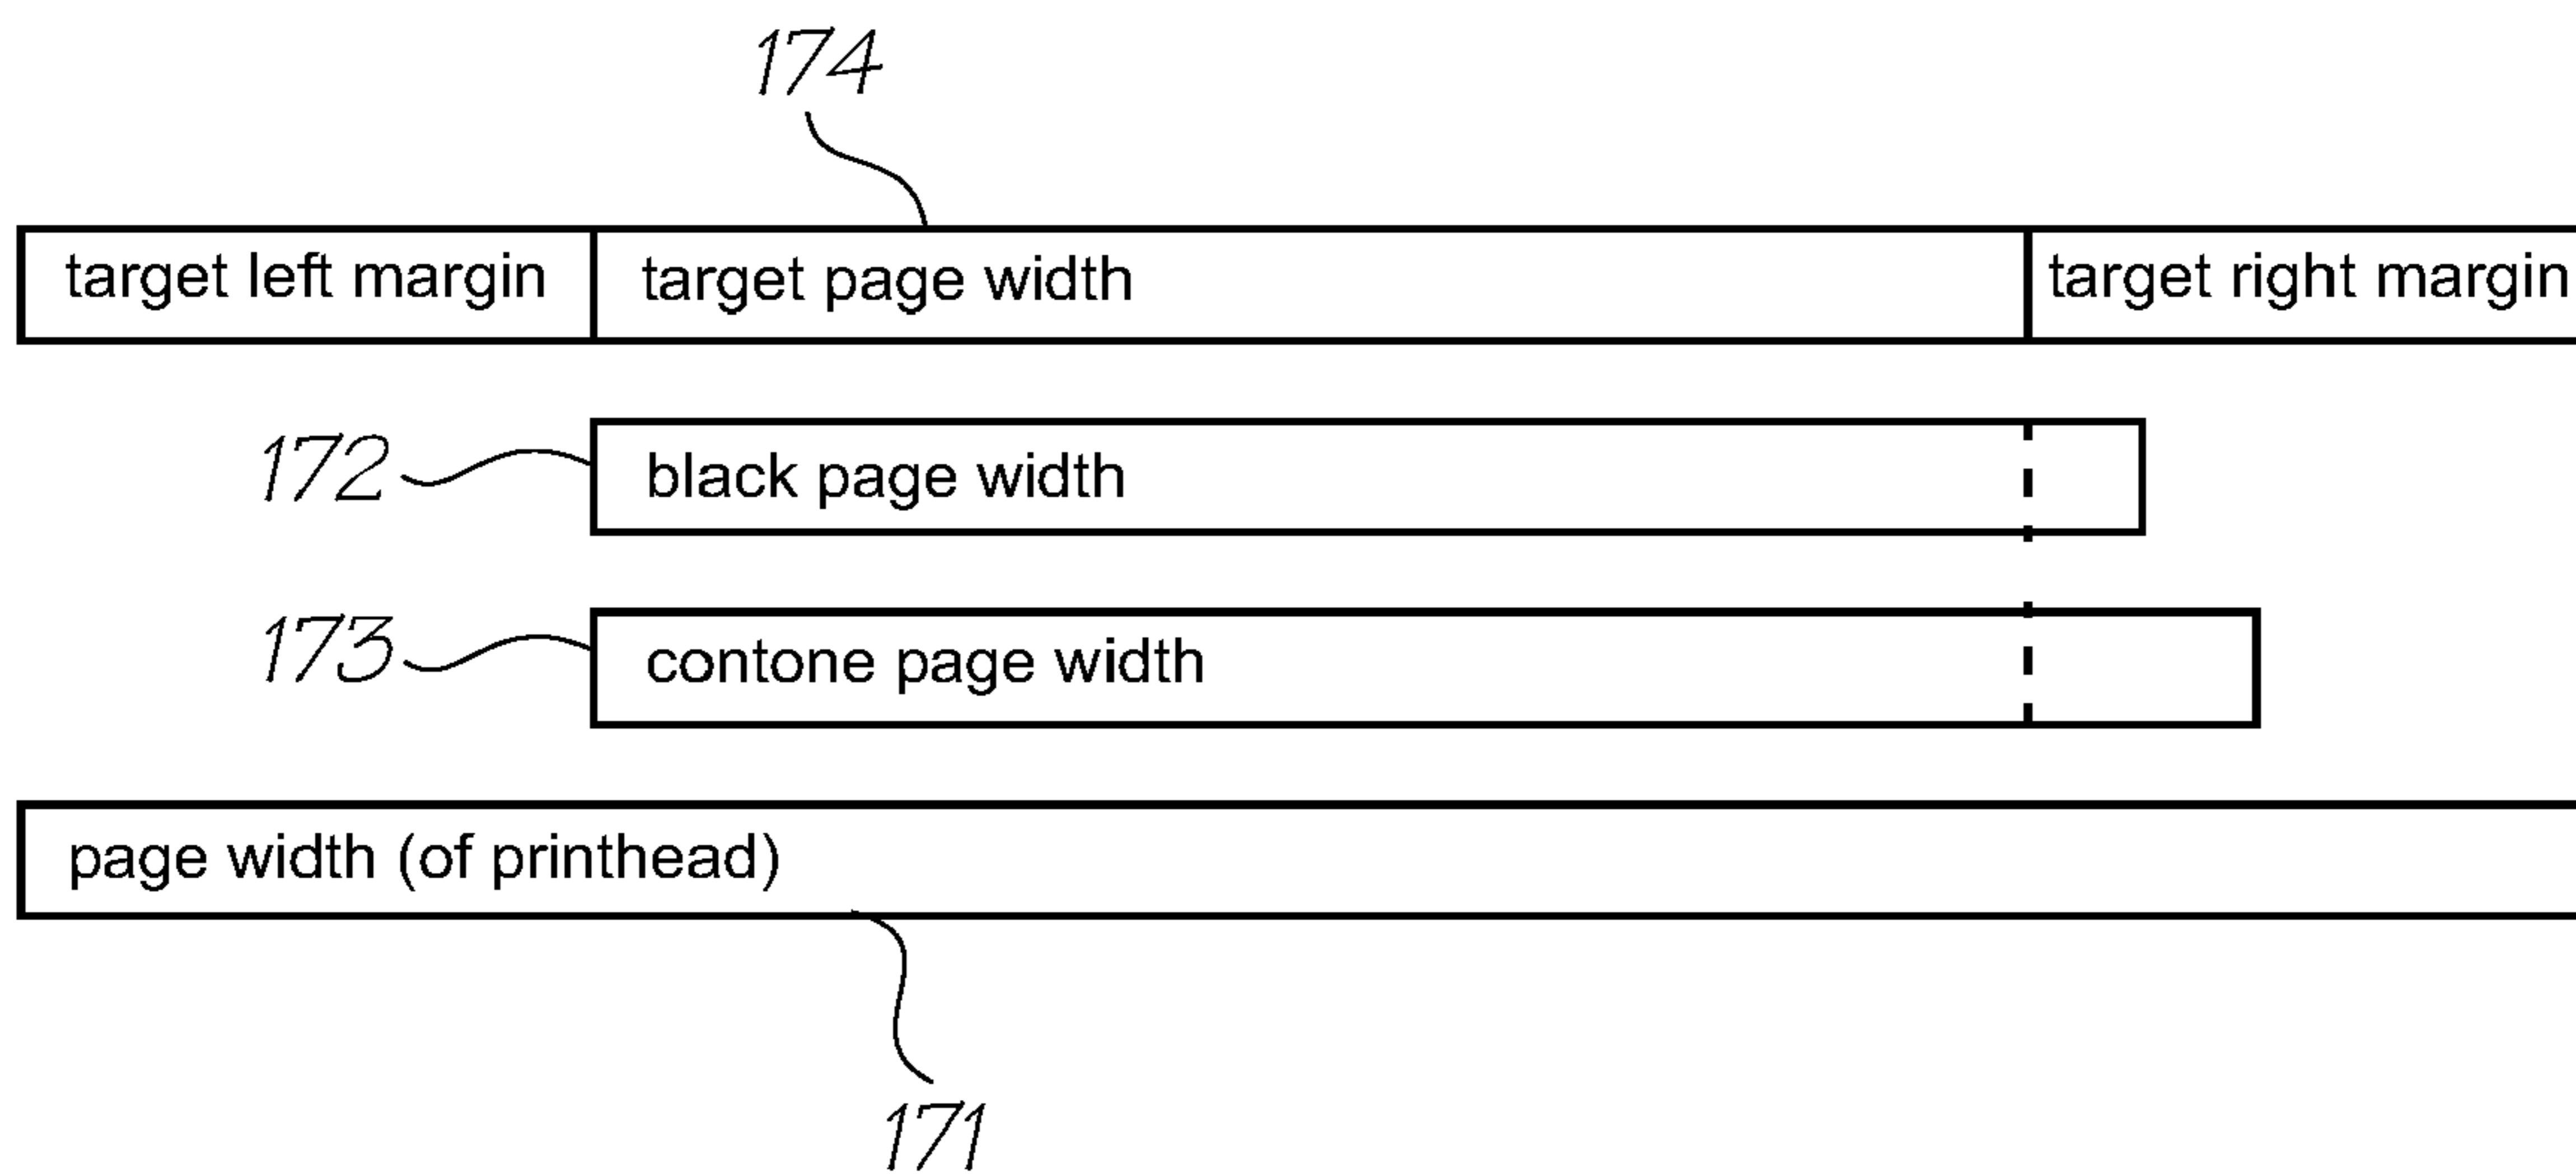 174
target left margin target page width target right margin
172 black page width
173 contone page width
page width (of printhead)
171